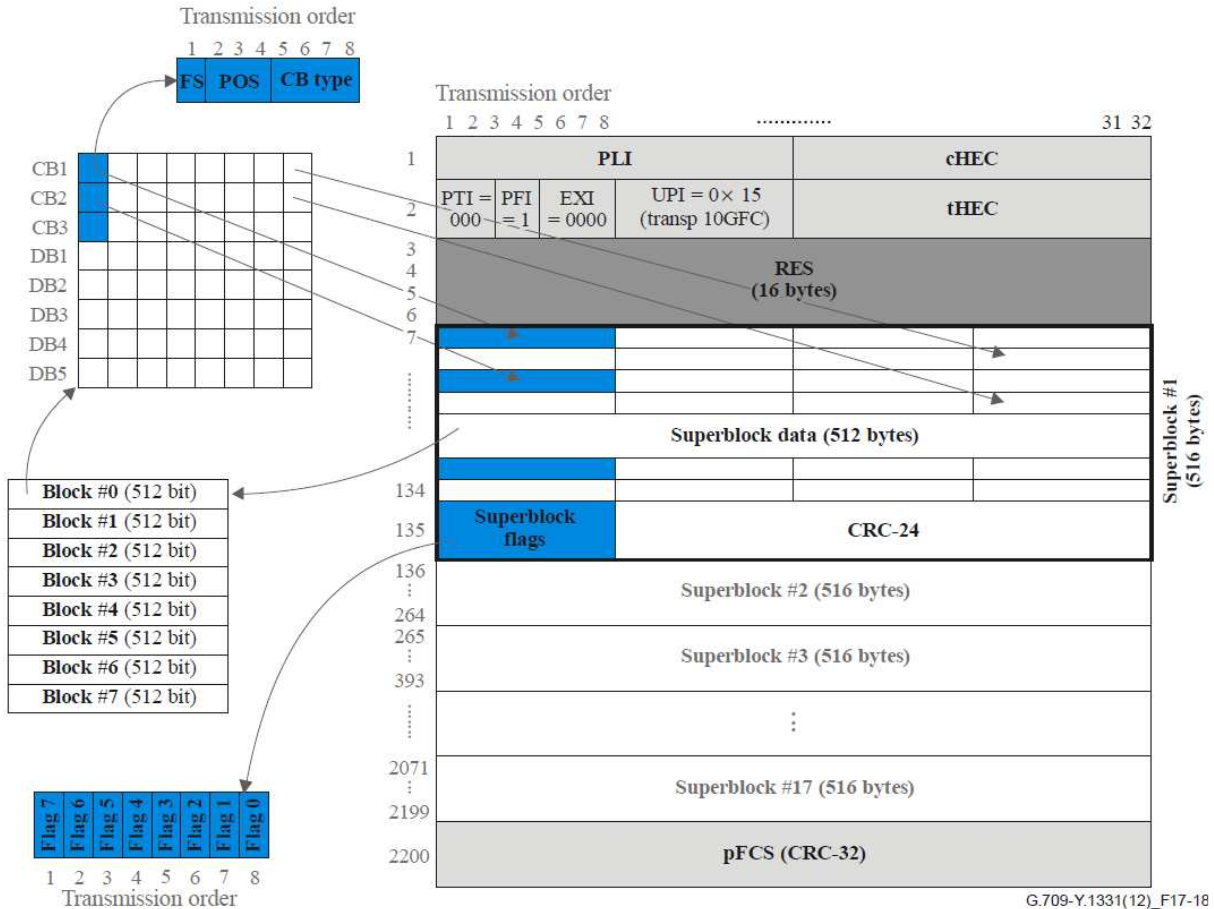 Transmission order
1 2 3 4 5 6 7 8
FS POS CB type
CB1
CB2
CB3
DB1
DB2
DB3
DB4
DB5
Block #0 (512 bit)
Block #1 (512 bit)
Block #2 (512 bit)
Block #3 (512 bit)
Block #4 (512 bit)
Block #5 (512 bit)
Block #6 (512 bit)
Block #7 (512 bit)
Flag 7 Flag 6 Flag 5 Flag 4 Flag 3 Flag 2 Flag 1 Flag 0
1 2 3 4 5 6 7 8
Transmission order
Transmission order
1 2 3 4 5 6 7 8 ............. 31 32
1 PLI cHEC
2
PTI = 000
PFI = 1
EXI = 0000
UPI = 0× 15
(transp 10GFC)
tHEC
3
4
5
6
RES
(16 bytes)
7
Superblock data (512 bytes)
134
135
Superblock
flags
CRC-24
Superblock #1
(516 bytes)
136
264
Superblock #2 (516 bytes)
265
393
Superblock #3 (516 bytes)
2071
2199
Superblock #17 (516 bytes)
2200 pFCS (CRC-32)
G.709-Y.1331(12)_F17-18